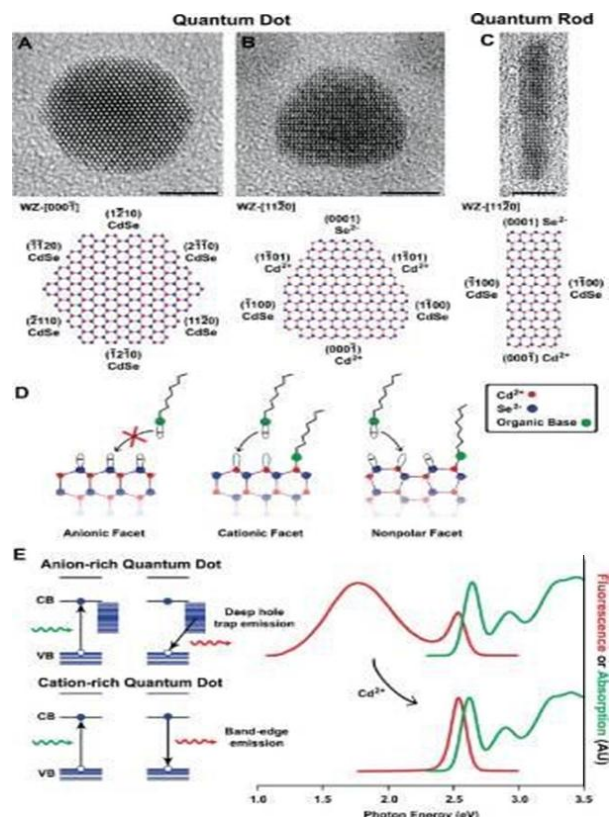 Quantum Dot
Quantum Rod
A
B
C
WZ-[0001̄]
WZ-[112̄0]
WZ-[112̄0]
(12̄10)
CdSe
(1̄1̄20)
CdSe
(21̄1̄0)
CdSe
(2̄110)
CdSe
(112̄0)
CdSe
(1̄21̄0)
CdSe
(0001)
Se²⁻
(11̄01)
Cd²⁺
(11̄01)
Cd²⁺
(1̄100)
CdSe
(11̄00)
CdSe
(0001̄)
Cd²⁺
(0001) Se²⁻
(1̄100)
CdSe
(11̄00)
CdSe
(0001̄) Cd²⁺
D
Cd²⁺
Se²⁻
Organic Base
Anionic Facet
Cationic Facet
Nonpolar Facet
E
Anion-rich Quantum Dot
CB
VB
Deep hole
trap emission
Cation-rich Quantum Dot
CB
VB
Band-edge
emission
Cd²⁺
Fluorescence or Absorption (AU)
1.0 1.5 2.0 2.5 3.0 3.5
Photon Energy (eV)